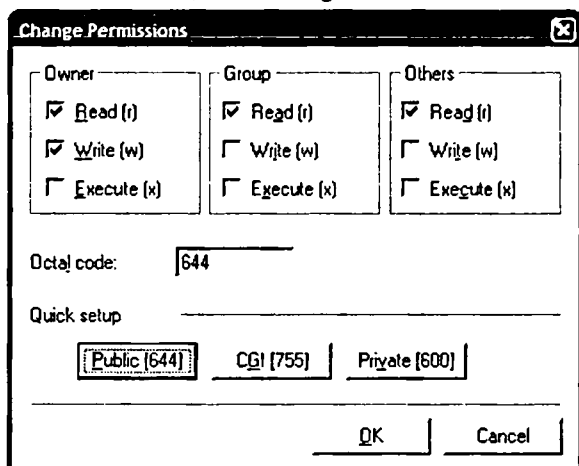 Change Permissions
Owner Group Others
Read (r) Read (r) Read (r)
Write (w) Write (w) Write (w)
Execute (x) Execute (x) Execute (x)
Octal code: 644
Quick setup
Public [644] CGI [755] Private [600]
OK Cancel